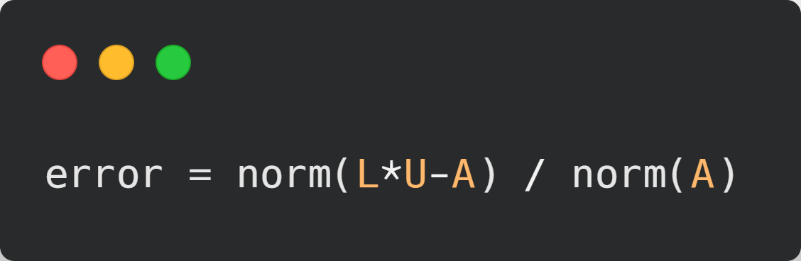 error = norm(L*U-A) / norm(A)